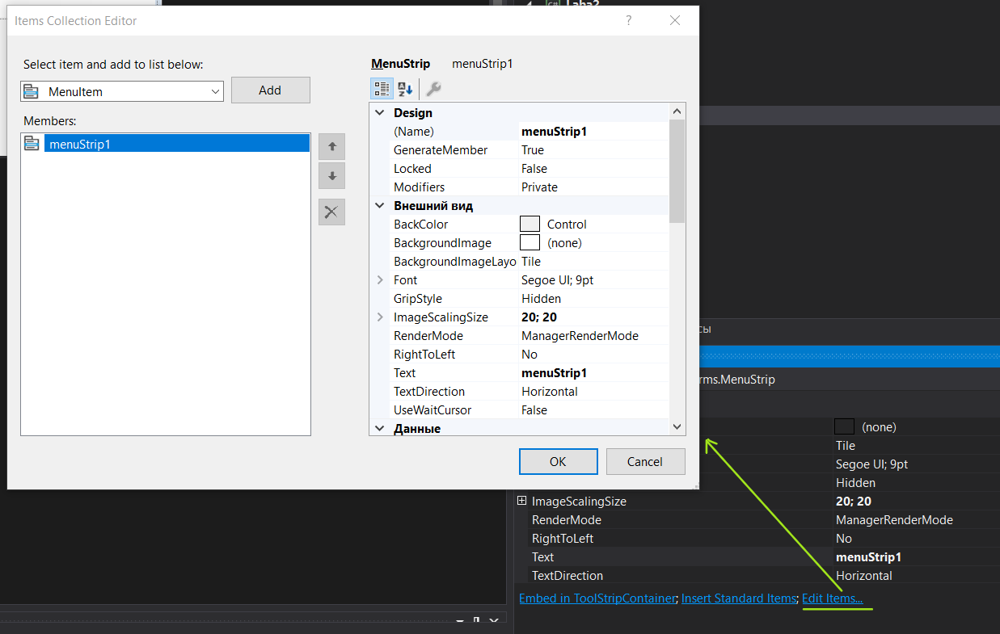 Laba2
Items Collection Editor
?
Select item and add to list below:
MenuItem
Add
Members:
menuStrip1
MenuStrip menuStrip1
Design
(Name) menuStrip1
GenerateMember True
Locked False
Modifiers Private
Внешний вид
BackColor Control
BackgroundImage (none)
BackgroundImageLayo Tile
Font Segoe UI; 9pt
GripStyle Hidden
ImageScalingSize 20; 20
RenderMode ManagerRenderMode
RightToLeft No
Text menuStrip1
TextDirection Horizontal
UseWaitCursor False
Данные
OK
Cancel
сы
rms.MenuStrip
(none)
Tile
Segoe UI; 9pt
Hidden
ImageScalingSize 20; 20
RenderMode ManagerRenderMode
RightToLeft No
Text menuStrip1
TextDirection Horizontal
Embed in ToolStripContainer; Insert Standard Items; Edit Items...